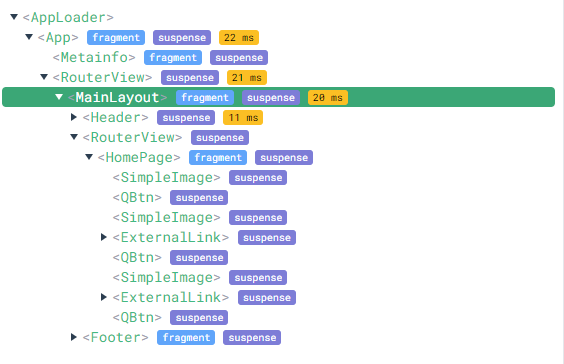 <AppLoader>
<App> fragment suspense 22 ms
<Metainfo> fragment suspense
<RouterView> suspense 21 ms
<MainLayout> fragment suspense 20 ms
<Header> suspense 11 ms
<RouterView> suspense
<HomePage> fragment suspense
<SimpleImage> suspense
<QBtn> suspense
<SimpleImage> suspense
<ExternalLink> suspense
<QBtn> suspense
<SimpleImage> suspense
<ExternalLink> suspense
<QBtn> suspense
<Footer> fragment suspense